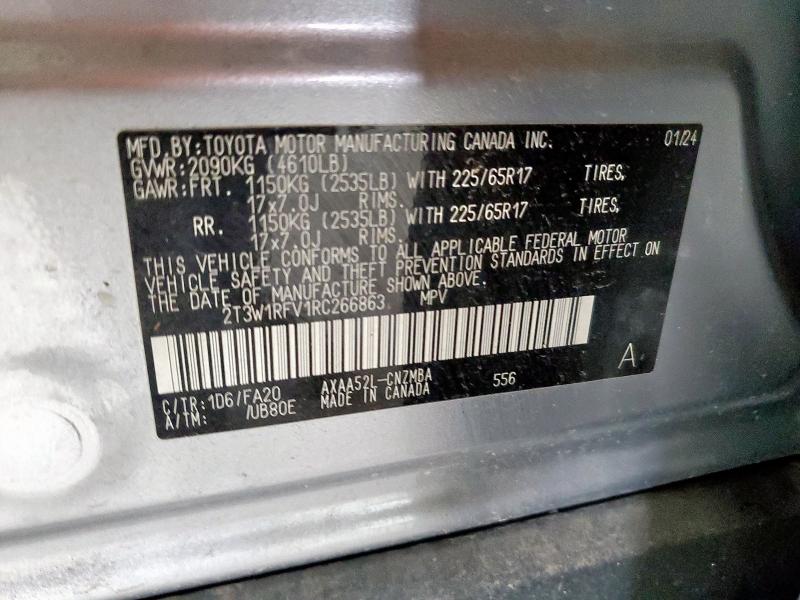 MFD. BY: TOYOTA MOTOR MANUFACTURING CANADA INC. 01/24
GVWR: 2090KG (4610LB)
GAWR: FRT. 1150KG (2535LB) WITH 225/65R17 TIRES,
17x7.0J RIMS.
RR. 1150KG (2535LB) WITH 225/65R17 TIRES,
17x7.0J RIMS.
THIS VEHICLE CONFORMS TO ALL APPLICABLE FEDERAL MOTOR
VEHICLE SAFETY AND THEFT PREVENTION STANDARDS IN EFFECT ON
THE DATE OF MANUFACTURE SHOWN ABOVE.
2T3W1RFV1RC266863 MPV
A
C/TR: 1D6/FA20 AXAA52L-CNZMBA 556
A/TM: /UB80E MADE IN CANADA